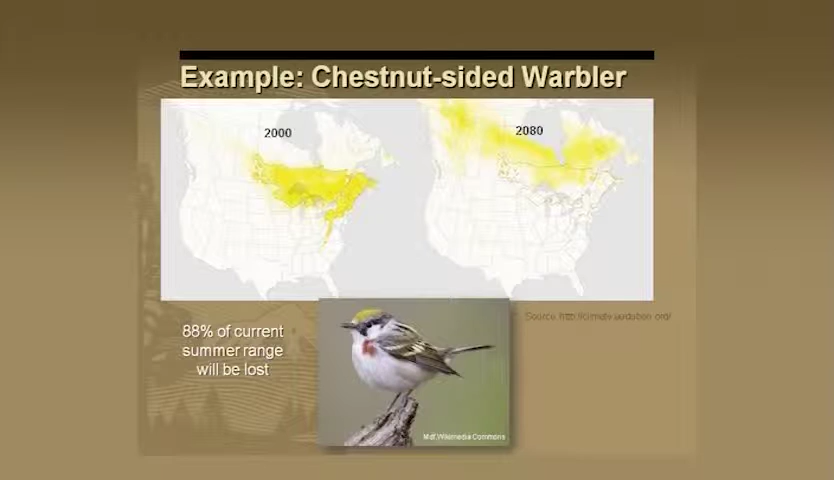 Example: Chestnut-sided Warbler
2000
2080
Source: http://climate.audubon.org/
88% of current
summer range
will be lost
Mdf,Wikimedia Commons